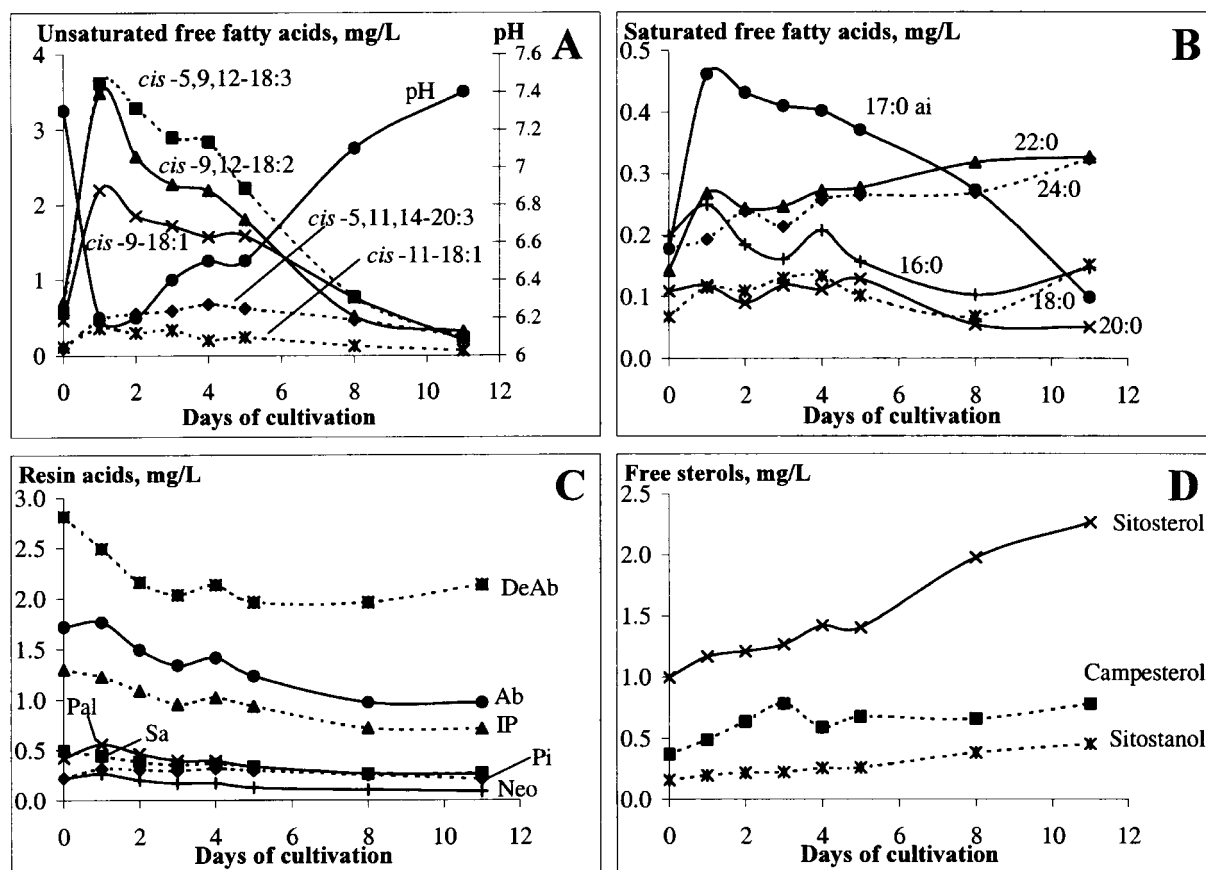 Unsaturated free fatty acids, mg/L
pH
A
4
3
2
1
0
7.6
7.4
7.2
7
6.8
6.6
6.4
6.2
6
cis -5,9,12-18:3
pH
cis -9,12-18:2
cis -5,11,14-20:3
cis -9-18:1
cis -11-18:1
0 2 4 6 8 10 12
Days of cultivation
Saturated free fatty acids, mg/L
B
0.5
0.4
0.3
0.2
0.1
0.0
17:0 ai
22:0
24:0
16:0
18:0
20:0
0 2 4 6 8 10 12
Days of cultivation
Resin acids, mg/L
C
3.0
2.5
2.0
1.5
1.0
0.5
0.0
DeAb
Ab
IP
Pal
Sa
Pi
Neo
0 2 4 6 8 10 12
Days of cultivation
Free sterols, mg/L
D
2.5
2.0
1.5
1.0
0.5
0.0
Sitosterol
Campesterol
Sitostanol
0 2 4 6 8 10 12
Days of cultivation